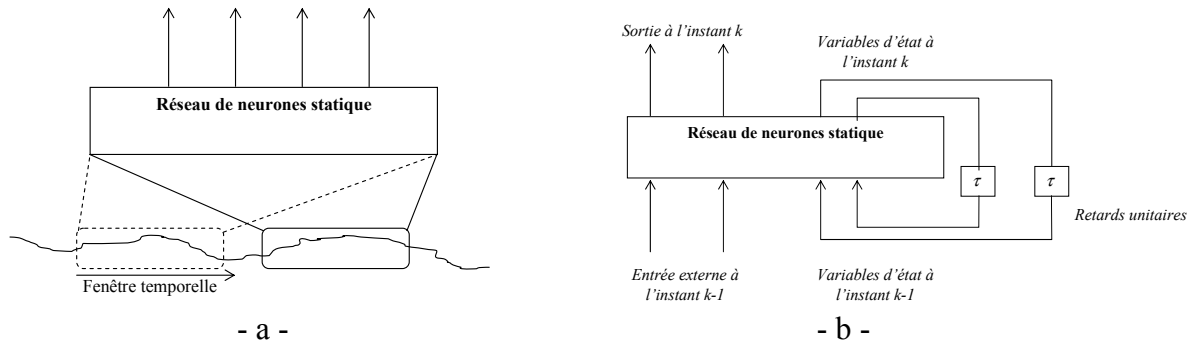 Réseau de neurones statique
Fenêtre temporelle
- a -
Sortie à l'instant k
Variables d'état à
l'instant k
Réseau de neurones statique
τ
τ
Retards unitaires
Entrée externe à
l'instant k-1
Variables d'état à
l'instant k-1
- b -